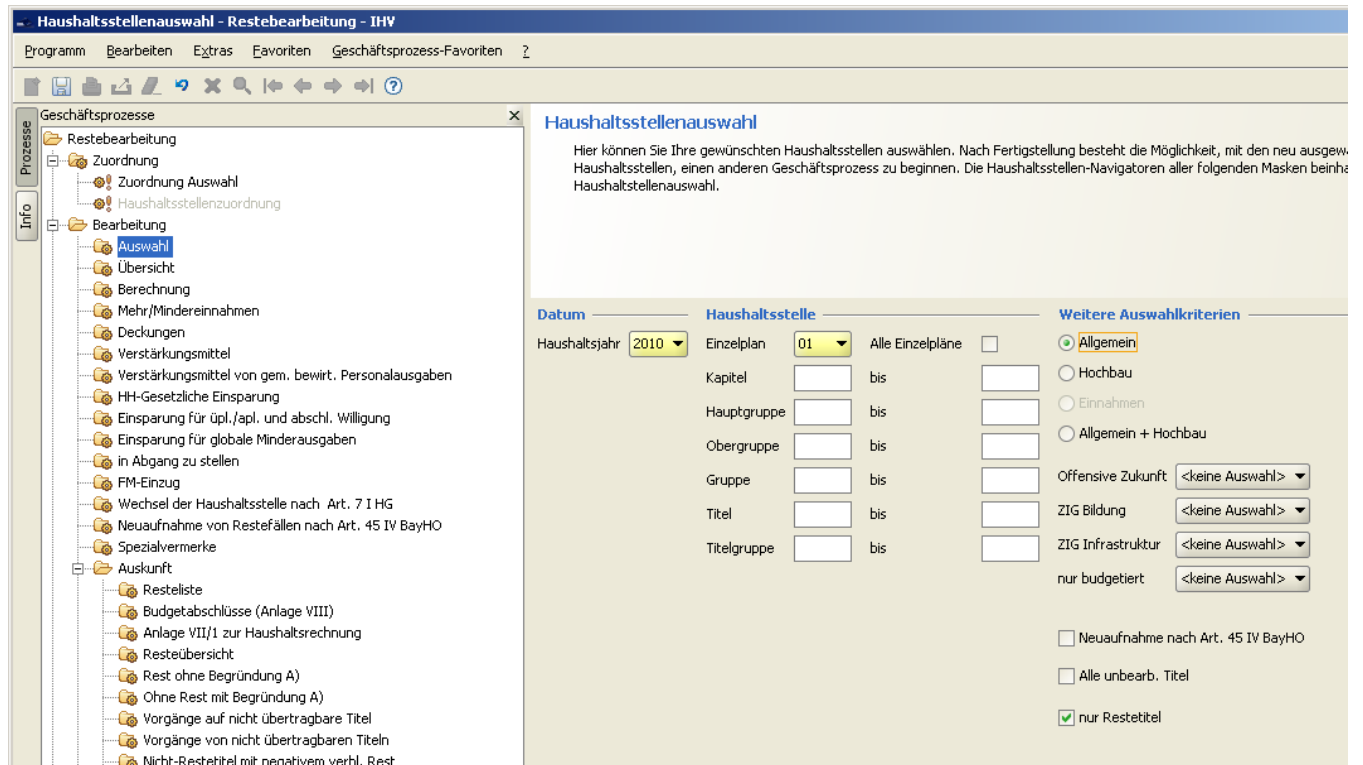 Haushaltsstellenauswahl - Restebearbeitung - IHV
Programm Bearbeiten Extras Favoriten Geschäftsprozess-Favoriten ?
Prozesse
Info
Geschäftsprozesse
Restebearbeitung
Zuordnung
Zuordnung Auswahl
Haushaltsstellenzuordnung
Bearbeitung
Auswahl
Übersicht
Berechnung
Mehr/Mindereinnahmen
Deckungen
Verstärkungsmittel
Verstärkungsmittel von gem. bewirt. Personalausgaben
HH-Gesetzliche Einsparung
Einsparung für üpl./apl. und abschl. Willigung
Einsparung für globale Minderausgaben
in Abgang zu stellen
FM-Einzug
Wechsel der Haushaltsstelle nach Art. 7 I HG
Neuaufnahme von Restefällen nach Art. 45 IV BayHO
Spezialvermerke
Auskunft
Resteliste
Budgetabschlüsse (Anlage VIII)
Anlage VII/1 zur Haushaltsrechnung
Resteübersicht
Rest ohne Begründung A)
Ohne Rest mit Begründung A)
Vorgänge auf nicht übertragbare Titel
Vorgänge von nicht übertragbaren Titeln
Nicht-Restetitel mit negativem verbl. Rest
Haushaltsstellenauswahl
Hier können Sie Ihre gewünschten Haushaltsstellen auswählen. Nach Fertigstellung besteht die Möglichkeit, mit den neu ausgew
Haushaltsstellen, einen anderen Geschäftsprozess zu beginnen. Die Haushaltsstellen-Navigatoren aller folgenden Masken beinha
Haushaltstellenauswahl.
Datum
Haushaltsjahr 2010
Haushaltsstelle
Einzelplan 01 Alle Einzelpläne
Kapitel bis
Hauptgruppe bis
Obergruppe bis
Gruppe bis
Titel bis
Titelgruppe bis
Weitere Auswahlkriterien
Allgemein
Hochbau
Einnahmen
Allgemein + Hochbau
Offensive Zukunft <keine Auswahl>
ZIG Bildung <keine Auswahl>
ZIG Infrastruktur <keine Auswahl>
nur budgetiert <keine Auswahl>
Neuaufnahme nach Art. 45 IV BayHO
Alle unbearb. Titel
nur Restetitel